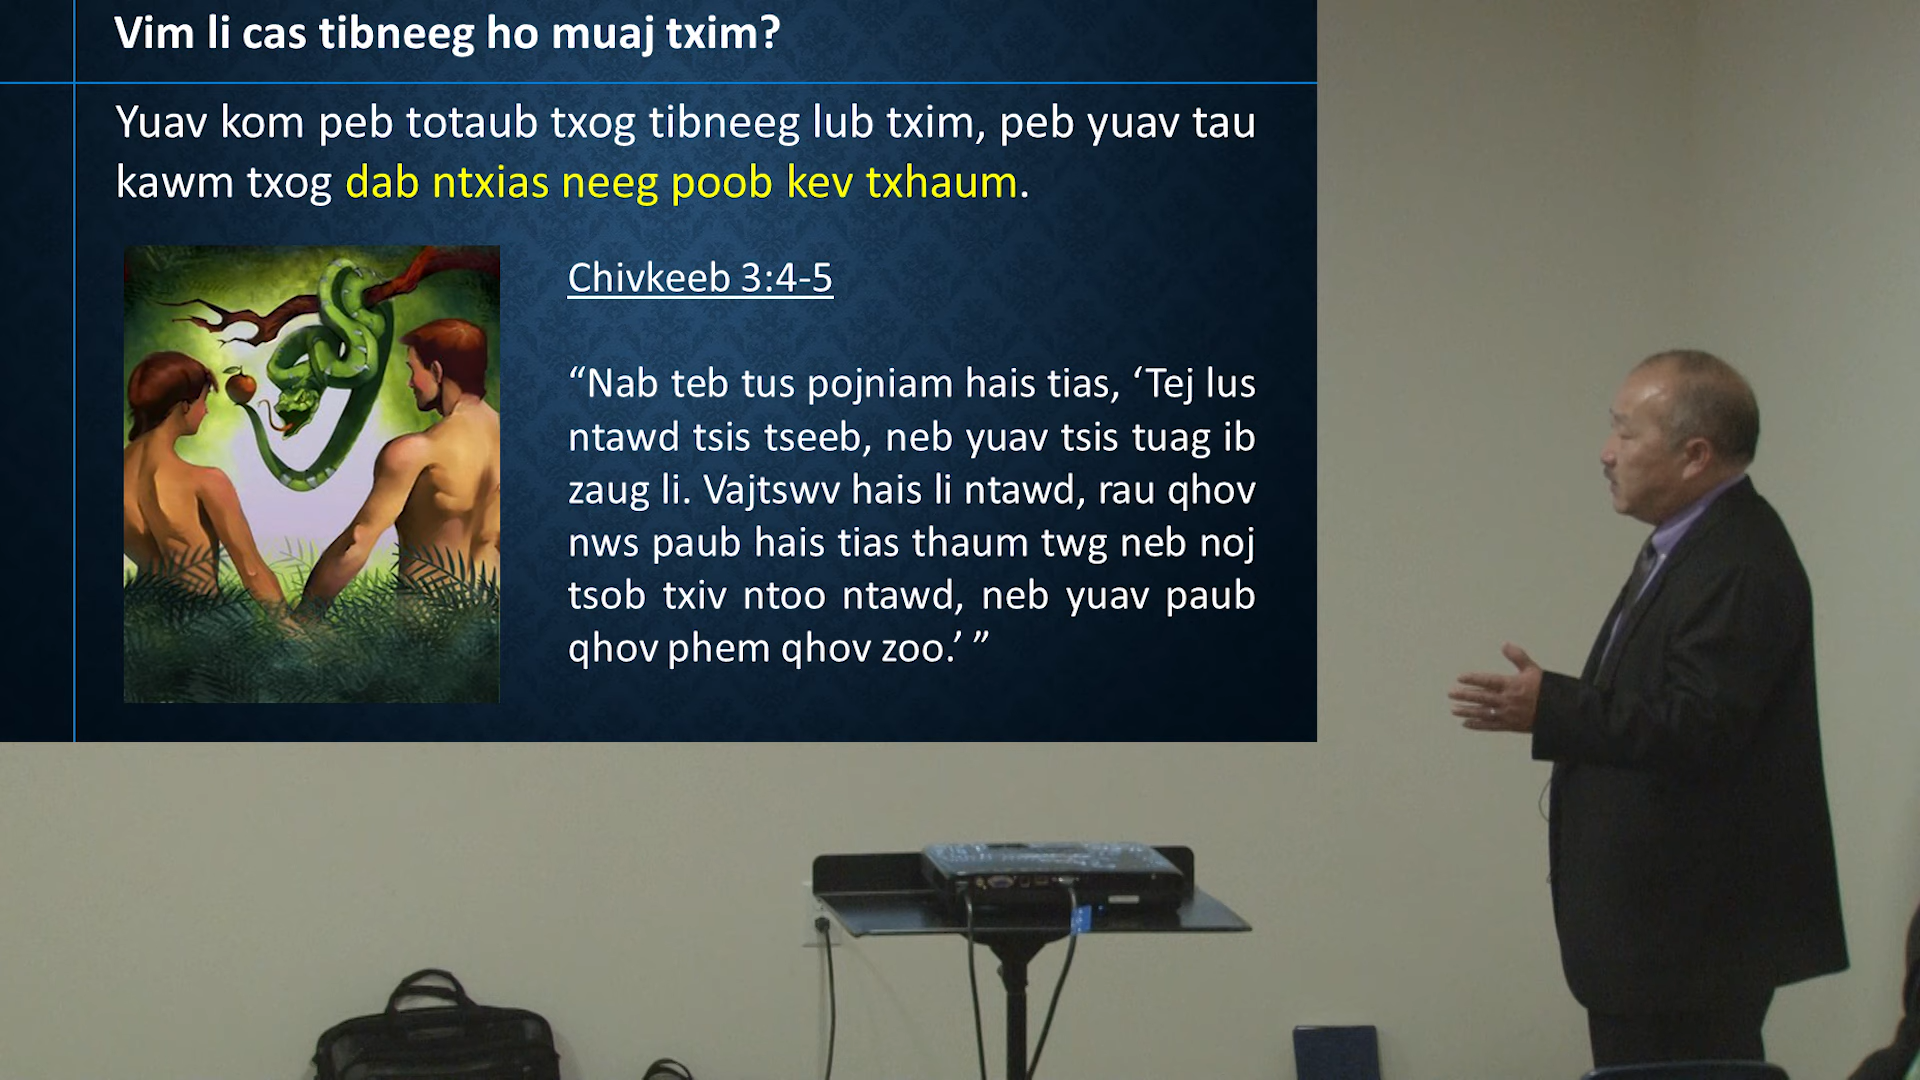 Vim li cas tibneeg ho muaj txim?
Yuav kom peb totaub txog tibneeg lub txim, peb yuav tau
kawm txog dab ntxias neeg poob kev txhaum.
Chivkeeb 3:4-5
“Nab teb tus pojniam hais tias, ‘Tej lus
ntawd tsis tseeb, neb yuav tsis tuag ib
zaug li. Vajtswv hais li ntawd, rau qhov
nws paub hais tias thaum twg neb noj
tsob txiv ntoo ntawd, neb yuav paub
qhov phem qhov zoo.’ ”